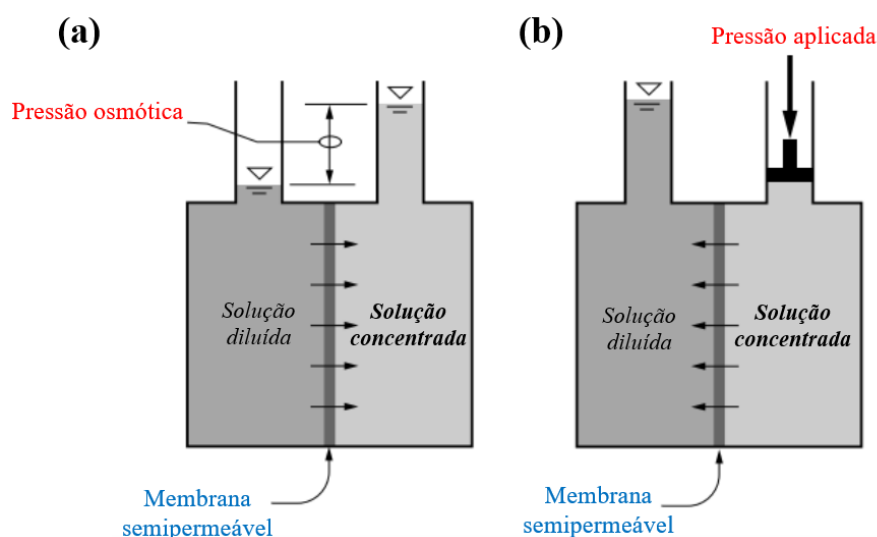 (a)
Pressão osmótica
Solução
diluída
Solução
concentrada
Membrana
semipermeável
(b)
Pressão aplicada
Solução
diluída
Solução
concentrada
Membrana
semipermeável